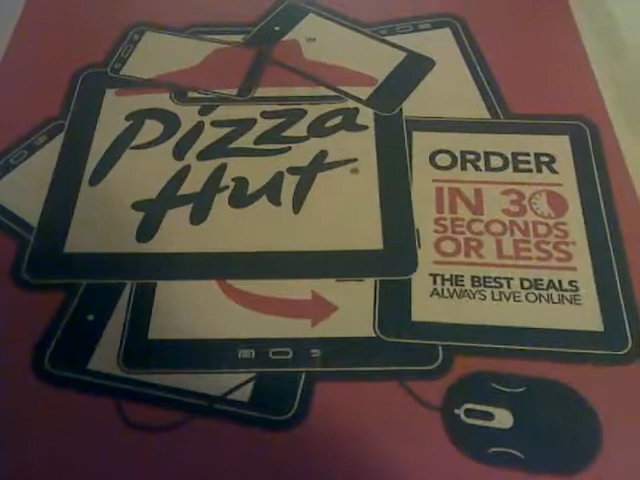 Pizza
Hut
ORDER
IN 30
SECONDS
OR LESS*
THE BEST DEALS
ALWAYS LIVE ONLINE